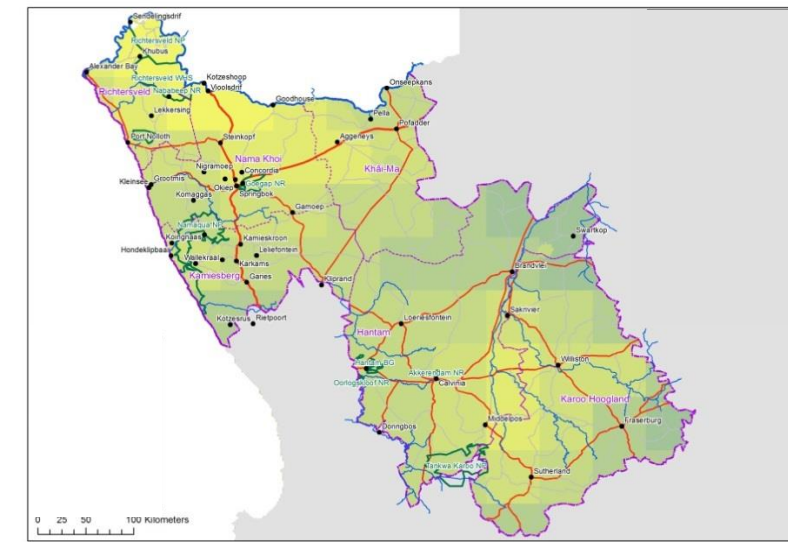 Sendelingsdrif
Richtersveld NP
Khubus
Alexander Bay
Richtersveld WHS
Kotzeshoop
Nababeep NR
Vioolsdrif
Richtersveld
Onseepkans
Goodhouse
Lekkersing
Pella
Pofadder
Port Nolloth
Steinkopf
Aggeneys
Nama Khoi
Nigramoep
Concordia
Khâi-Ma
Kleinsee
Grootmis
Goegap NR
Okiep
Springbok
Komaggas
Gamoep
Namaqua NP
Koingnaas
Kamieskroon
Swartkop
Hondeklipbaai
Leliefontein
Wallekraal
Karkams
Kamiesberg
Garies
Kliprand
Brandvlei
Kotzesrus
Rietpoort
Sakrivier
Loeriesfontein
Hantam
Hantam BG
Akkerendam NR
Williston
Oorlogskloof NR
Calvinia
Karoo Hoogland
Middelpos
Fraserburg
Doringbos
Tankwa Karoo NP
Sutherland
0 25 50 100 Kilometers